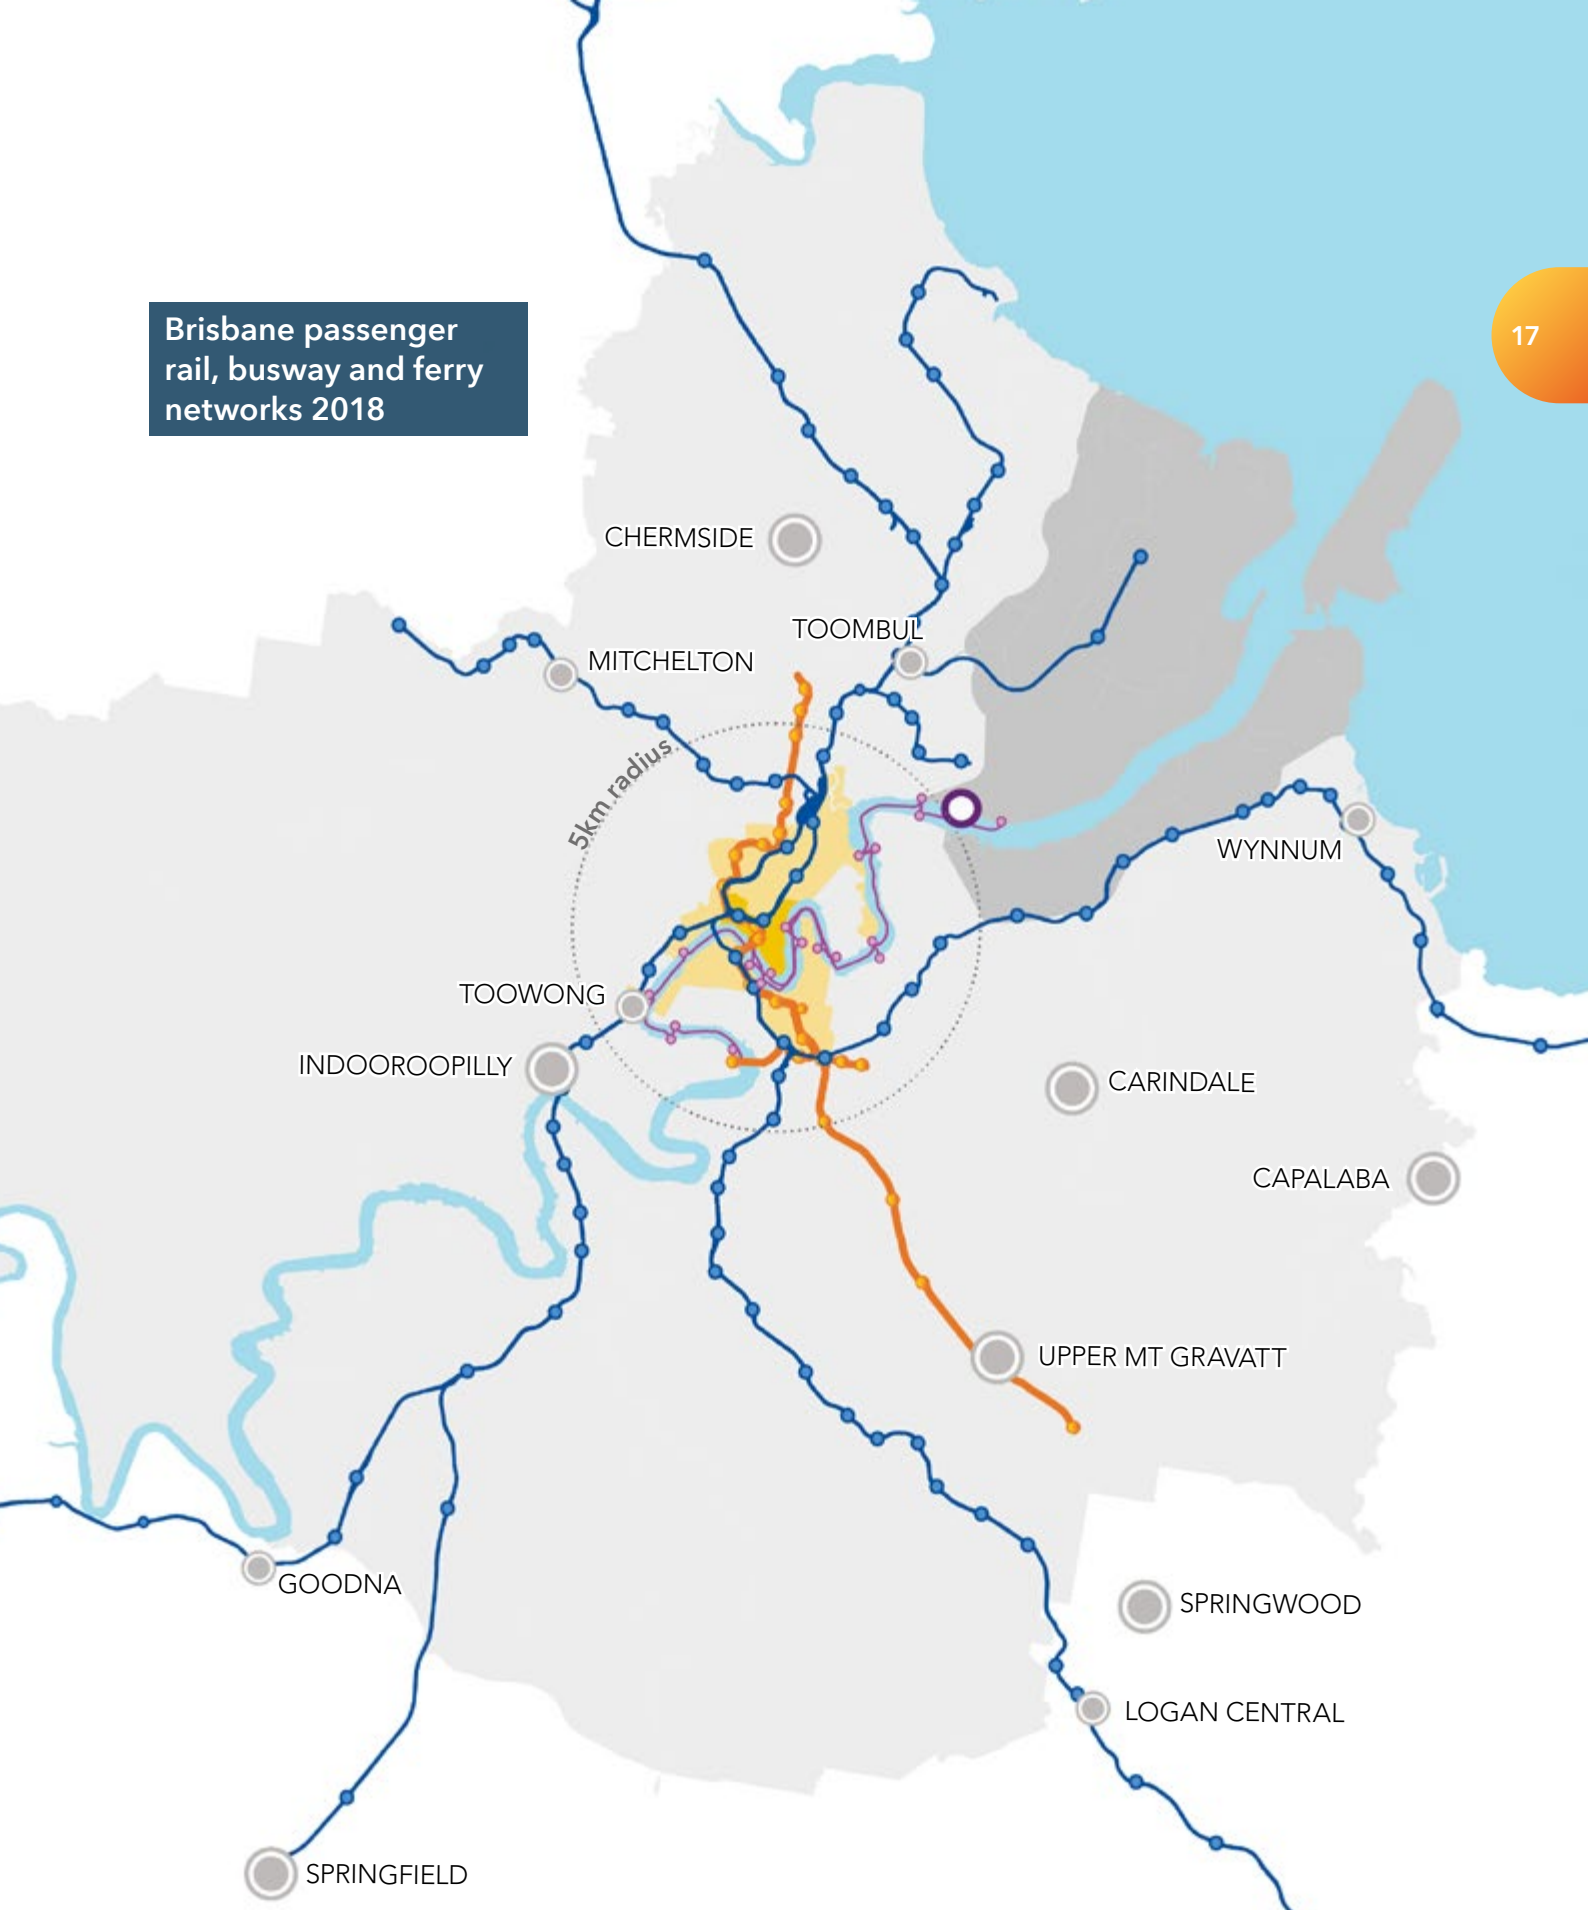 Brisbane passenger
rail, busway and ferry
networks 2018
17
CHERMSIDE
TOOMBUL
MITCHELTON
5km radius
WYNNUM
TOOWONG
INDOOROOPILLY
CARINDALE
CAPALABA
UPPER MT GRAVATT
GOODNA
SPRINGWOOD
LOGAN CENTRAL
SPRINGFIELD